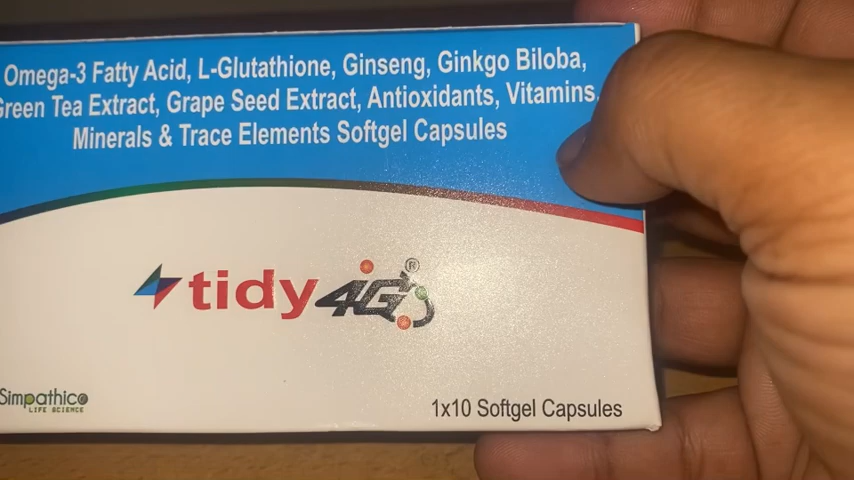 Omega-3 Fatty Acid, L-Glutathione, Ginseng, Ginkgo Biloba,
Green Tea Extract, Grape Seed Extract, Antioxidants, Vitamins,
Minerals & Trace Elements Softgel Capsules
tidy 4G ®
Simpathico
LIFE SCIENCE
1x10 Softgel Capsules